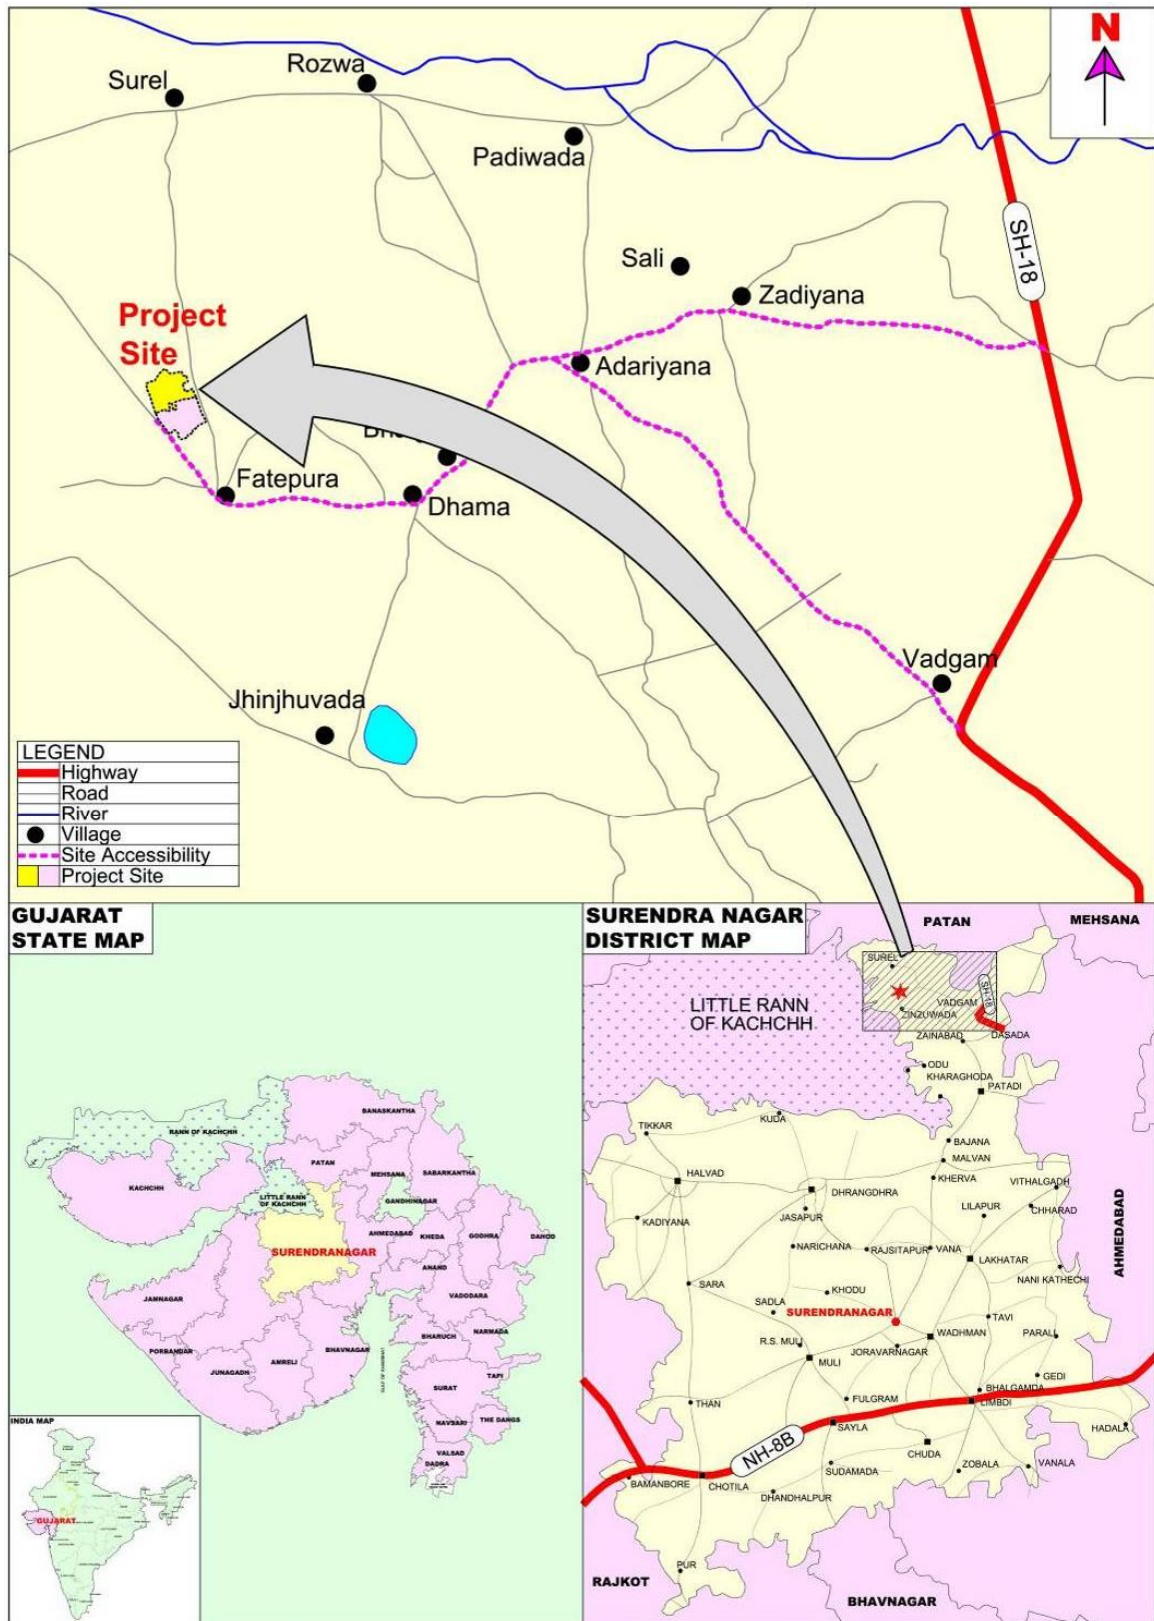 N
Rozwa
Surel
Padiwada
SH-18
Sali
Zadiyana
Project
Site
Adariyana
Fatepura
Dhama
Vadgam
Jhinjhuvada
LEGEND
Highway
Road
River
Village
Site Accessibility
Project Site
GUJARAT
STATE MAP
RANN OF KACHCHH
BANASKANTHA
PATAN
MEHSANA
SABARKANTHA
KACHCHH
LITTLE RANN
OF KACHCHH
GANDHINAGAR
AHMEDABAD
KHEDA
GODHRA
DAHOD
SURENDRANAGAR
ANAND
JAMNAGAR
VADODARA
PORBANDAR
JUNAGADH
AMRELI
BHAVNAGAR
BHARUCH
NARMADA
TAPI
SURAT
NAVSARI
THE DANGS
VALSAD
DADRA
INDIA MAP
GUJARAT
SURENDRA NAGAR
DISTRICT MAP
PATAN
MEHSANA
SUREL
LITTLE RANN
OF KACHCHH
VADGAM
SH-18
ZINZUWADA
ZAINABAD
DASADA
ODU
KHARAGHODA
PATADI
KUDA
TIKKAR
BAJANA
MALVAN
HALVAD
KHERVA
VITHALGADH
DHRANGDHRA
JASAPUR
LILAPUR
CHHARAD
KADIYANA
NARICHANA
RAJSITAPUR
VANA
LAKHATAR
NANI KATHECHI
AHMEDABAD
SARA
KHODU
SADLA
SURENDRANAGAR
TAVI
WADHMAN
PARALI
R.S. MULI
JORAVARNAGAR
MULI
GEDI
BHALGAMDA
THAN
FULGRAM
LIMBDI
SAYLA
HADALA
NH-8B
CHUDA
SUDAMADA
ZOBALA
VANALA
BAMANBORE
CHOTILA
DHANDHALPUR
PUR
RAJKOT
BHAVNAGAR